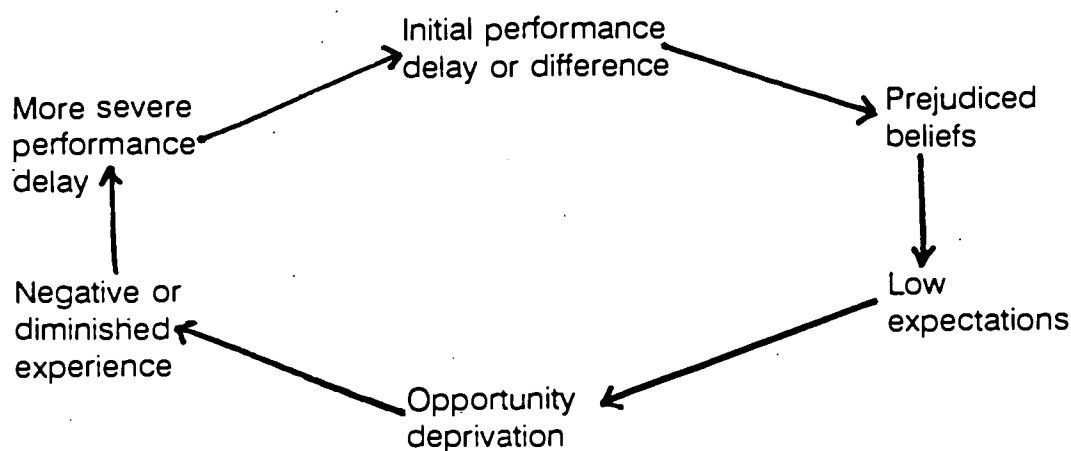 Initial performance
delay or difference
Prejudiced
beliefs
Low
expectations
Opportunity
deprivation
Negative or
diminished
experience
More severe
performance
delay